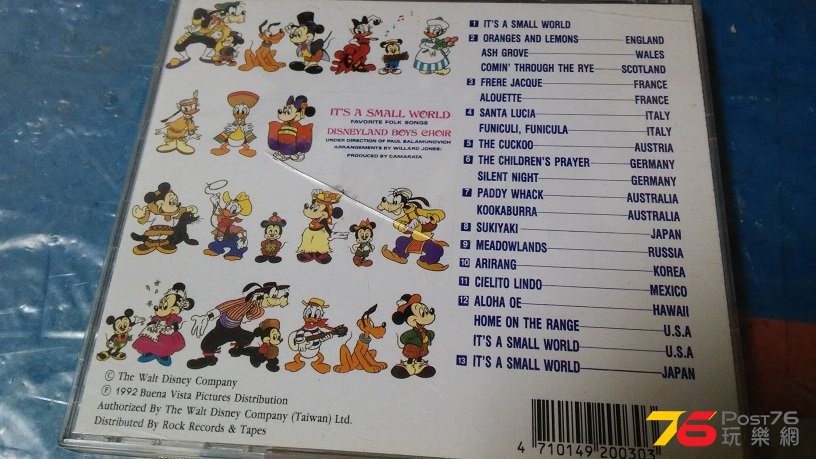 1 IT'S A SMALL WORLD
2 ORANGES AND LEMONS ENGLAND
ASH GROVE WALES
COMIN' THROUGH THE RYE SCOTLAND
3 FRERE JACQUE FRANCE
ALOUETTE FRANCE
4 SANTA LUCIA ITALY
FUNICULI, FUNICULA ITALY
5 THE CUCKOO AUSTRIA
6 THE CHILDREN'S PRAYER GERMANY
SILENT NIGHT GERMANY
7 PADDY WHACK AUSTRALIA
KOOKABURRA AUSTRALIA
8 SUKIYAKI JAPAN
9 MEADOWLANDS RUSSIA
10 ARIRANG KOREA
11 CIELITO LINDO MEXICO
12 ALOHA OE HAWAII
HOME ON THE RANGE U.S.A
IT'S A SMALL WORLD U.S.A
13 IT'S A SMALL WORLD JAPAN
IT'S A SMALL WORLD
FAVORITE FOLK SONGS
DISNEYLAND BOYS CHOIR
UNDER DIRECTION OF PAUL SALAMUNOVICH
ARRANGEMENTS BY WILLARD JONES/
PRODUCED BY CAMARATA
© The Walt Disney Company
℗ 1992 Buena Vista Pictures Distribution
Authorized By The Walt Disney Company (Taiwan) Ltd.
Distributed By Rock Records & Tapes
4 710149 200303
76 Post76
玩樂網